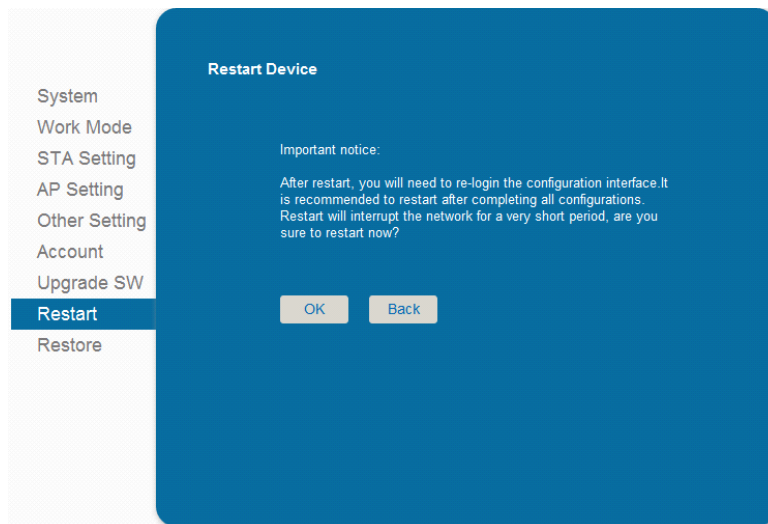 Restart Device
System
Work Mode
STA Setting
AP Setting
Other Setting
Account
Upgrade SW
Restart
Restore
Important notice:
After restart, you will need to re-login the configuration interface.It
is recommended to restart after completing all configurations.
Restart will interrupt the network for a very short period, are you
sure to restart now?
OK
Back